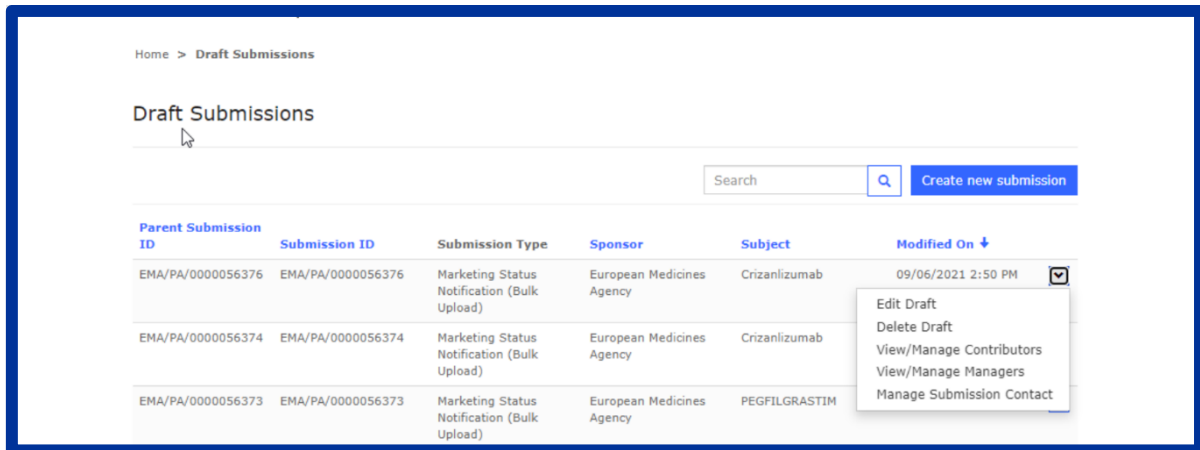 Home > Draft Submissions
Draft Submissions
Search
Create new submission
Parent Submission
ID
Submission ID
Submission Type
Sponsor
Subject
Modified On
EMA/PA/0000056376
EMA/PA/0000056376
Marketing Status
Notification (Bulk
Upload)
European Medicines
Agency
Crizanlizumab
09/06/2021 2:50 PM
Edit Draft
Delete Draft
View/Manage Contributors
View/Manage Managers
Manage Submission Contact
EMA/PA/0000056374
EMA/PA/0000056374
Marketing Status
Notification (Bulk
Upload)
European Medicines
Agency
Crizanlizumab
EMA/PA/0000056373
EMA/PA/0000056373
Marketing Status
Notification (Bulk
Upload)
European Medicines
Agency
PEGFILGRASTIM